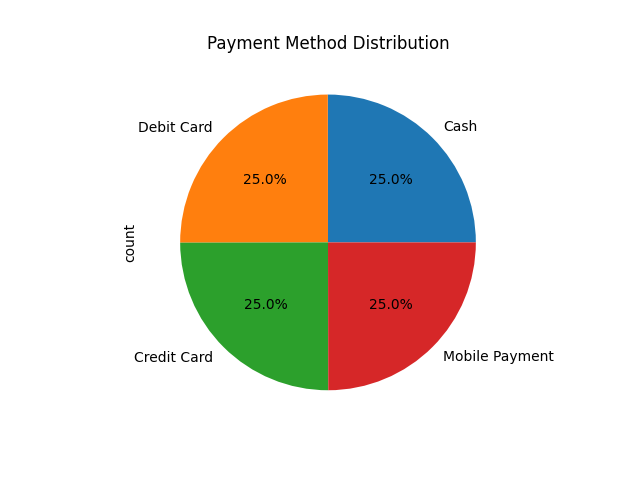 Payment Method Distribution
Debit Card
Cash
25.0%
25.0%
count
25.0%
25.0%
Credit Card
Mobile Payment